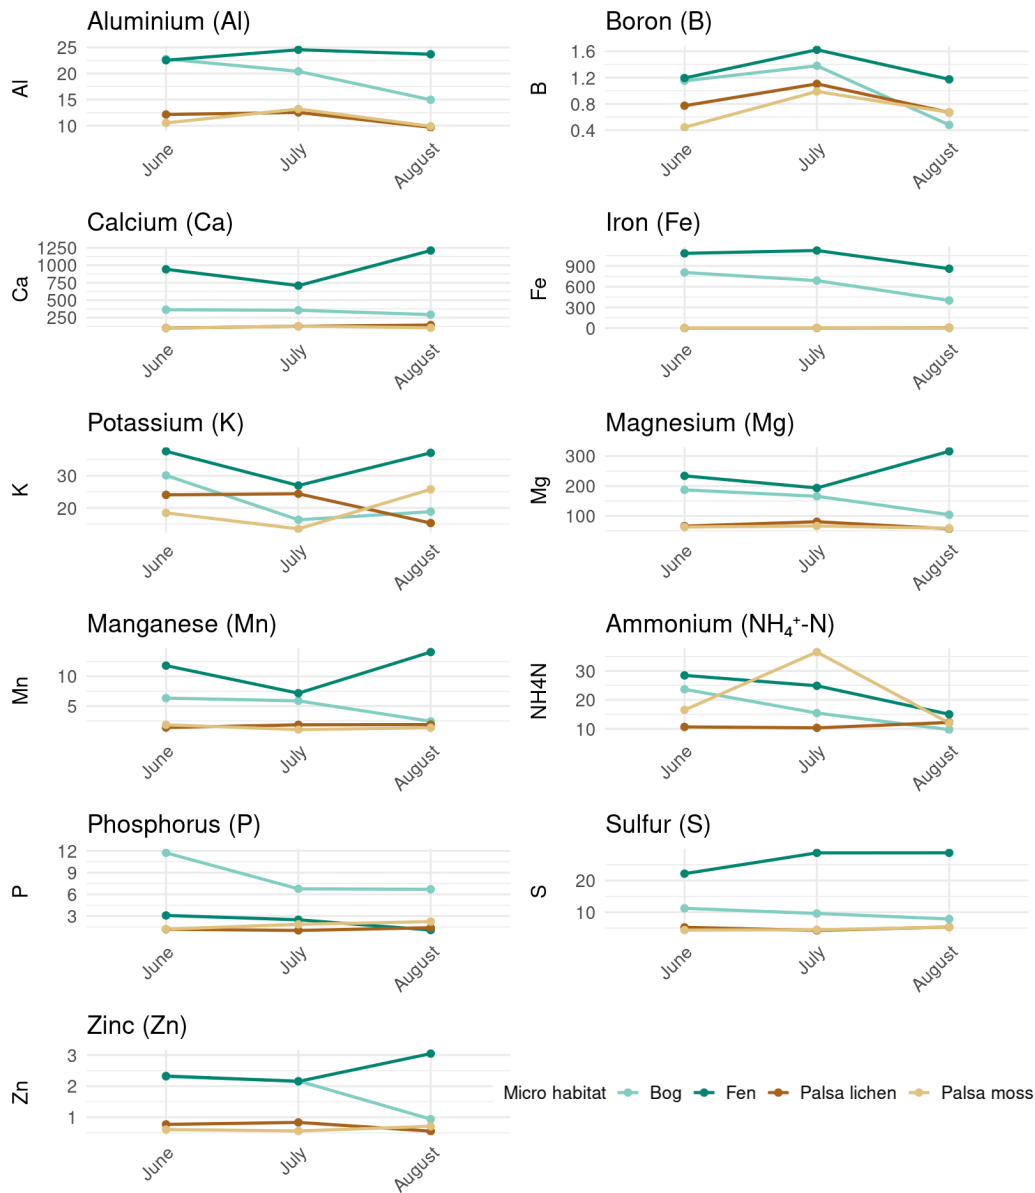 Aluminium (Al)
Al
25
20
15
10
June
July
August
Boron (B)
B
1.6
1.2
0.8
0.4
June
July
August
Calcium (Ca)
Ca
1250
1000
750
500
250
June
July
August
Iron (Fe)
Fe
900
600
300
0
June
July
August
Potassium (K)
K
30
20
June
July
August
Magnesium (Mg)
Mg
300
200
100
June
July
August
Manganese (Mn)
Mn
10
5
June
July
August
Ammonium (NH₄⁺-N)
NH4N
30
20
10
June
July
August
Phosphorus (P)
P
12
9
6
3
June
July
August
Sulfur (S)
S
20
10
June
July
August
Zinc (Zn)
Zn
3
2
1
June
July
August
Micro habitat Bog Fen Palsa lichen Palsa moss